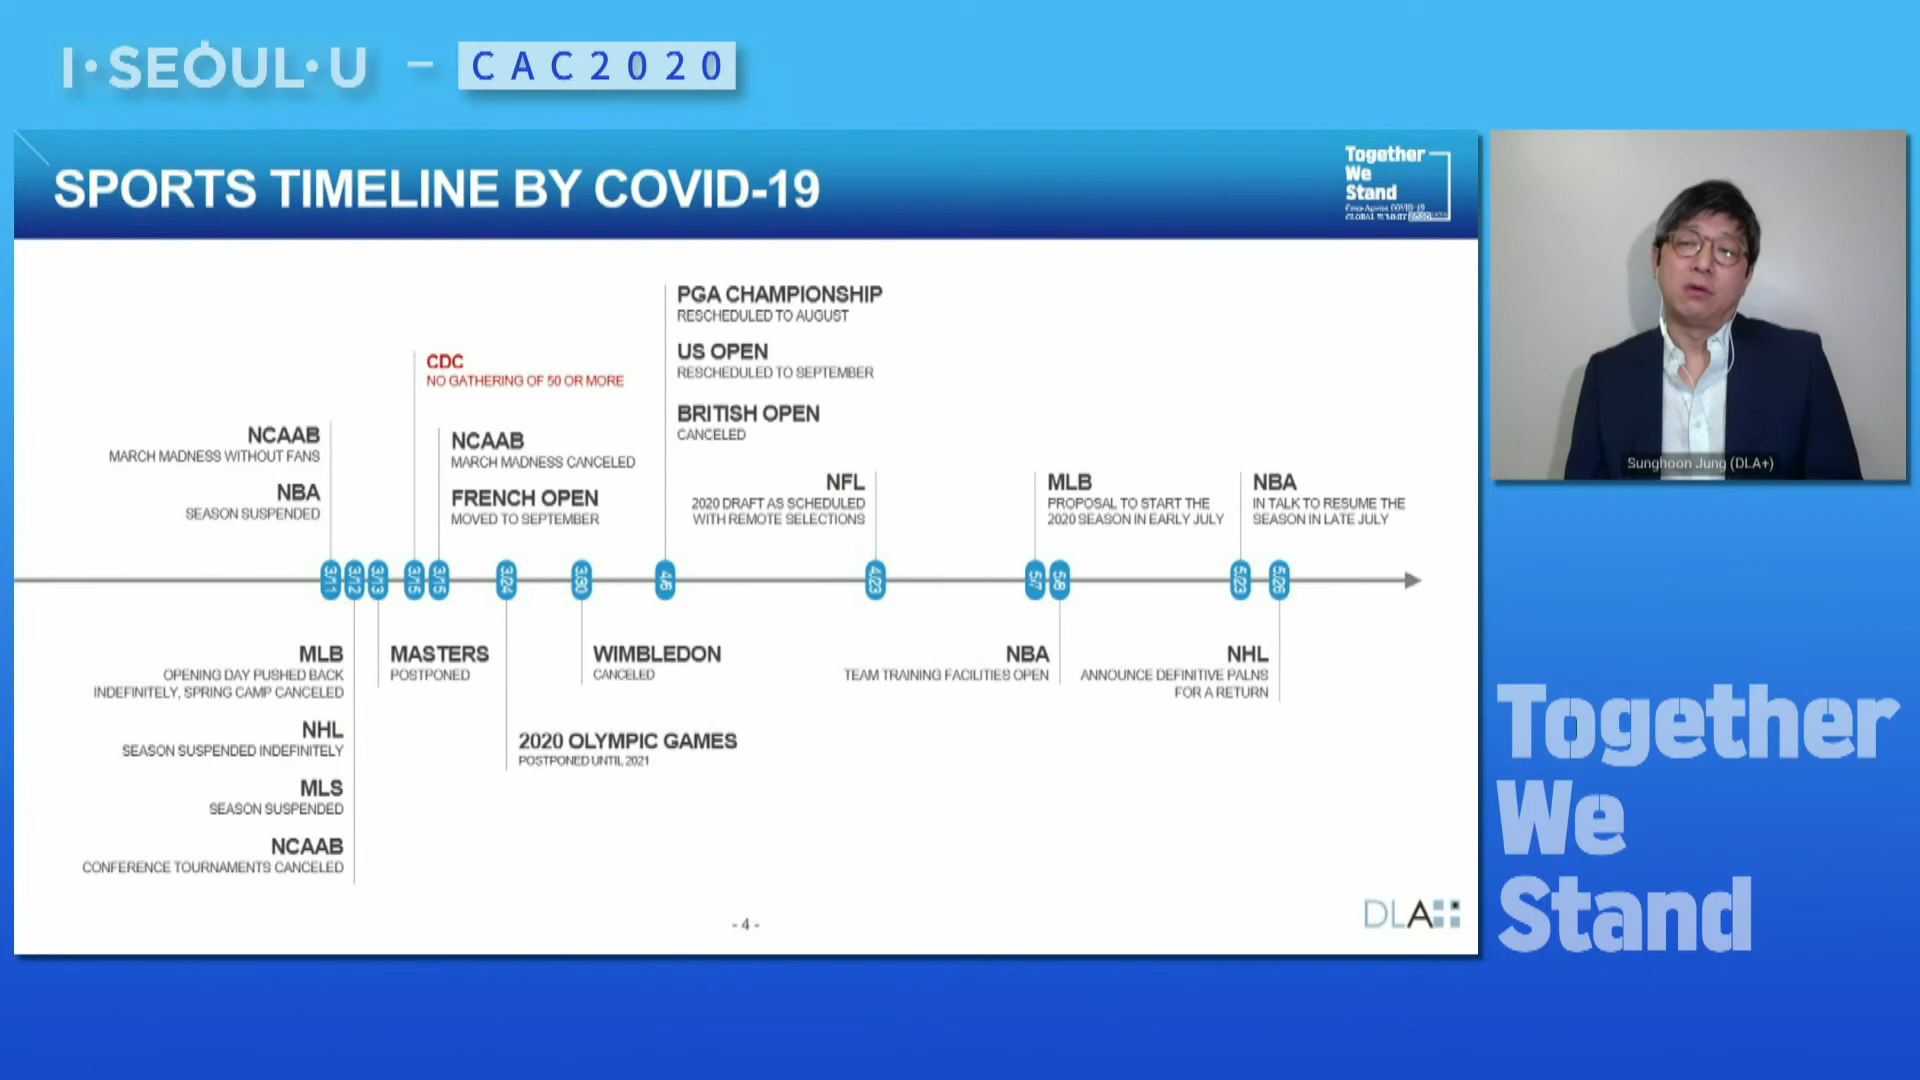 I·SEOUL·U – CAC2020
SPORTS TIMELINE BY COVID-19
Together
We
Stand
PGA CHAMPIONSHIP
RESCHEDULED TO AUGUST
US OPEN
RESCHEDULED TO SEPTEMBER
BRITISH OPEN
CANCELED
CDC
NO GATHERING OF 50 OR MORE
NCAAB
MARCH MADNESS WITHOUT FANS
NBA
SEASON SUSPENDED
NCAAB
MARCH MADNESS CANCELED
FRENCH OPEN
MOVED TO SEPTEMBER
NFL
2020 DRAFT AS SCHEDULED
WITH REMOTE SELECTIONS
MLB
PROPOSAL TO START THE
2020 SEASON IN EARLY JULY
NBA
IN TALK TO RESUME THE
SEASON IN LATE JULY
3/11
3/12
3/13
3/15
3/15
3/24
3/30
4/6
4/23
5/7
5/8
5/23
5/26
MLB
OPENING DAY PUSHED BACK
INDEFINITELY, SPRING CAMP CANCELED
NHL
SEASON SUSPENDED INDEFINITELY
MLS
SEASON SUSPENDED
NCAAB
CONFERENCE TOURNAMENTS CANCELED
MASTERS
POSTPONED
2020 OLYMPIC GAMES
POSTPONED UNTIL 2021
WIMBLEDON
CANCELED
NBA
TEAM TRAINING FACILITIES OPEN
NHL
ANNOUNCE DEFINITIVE PALNS
FOR A RETURN
- 4 -
DLA
Sunghoon Jung (DLA+)
Together
We
Stand